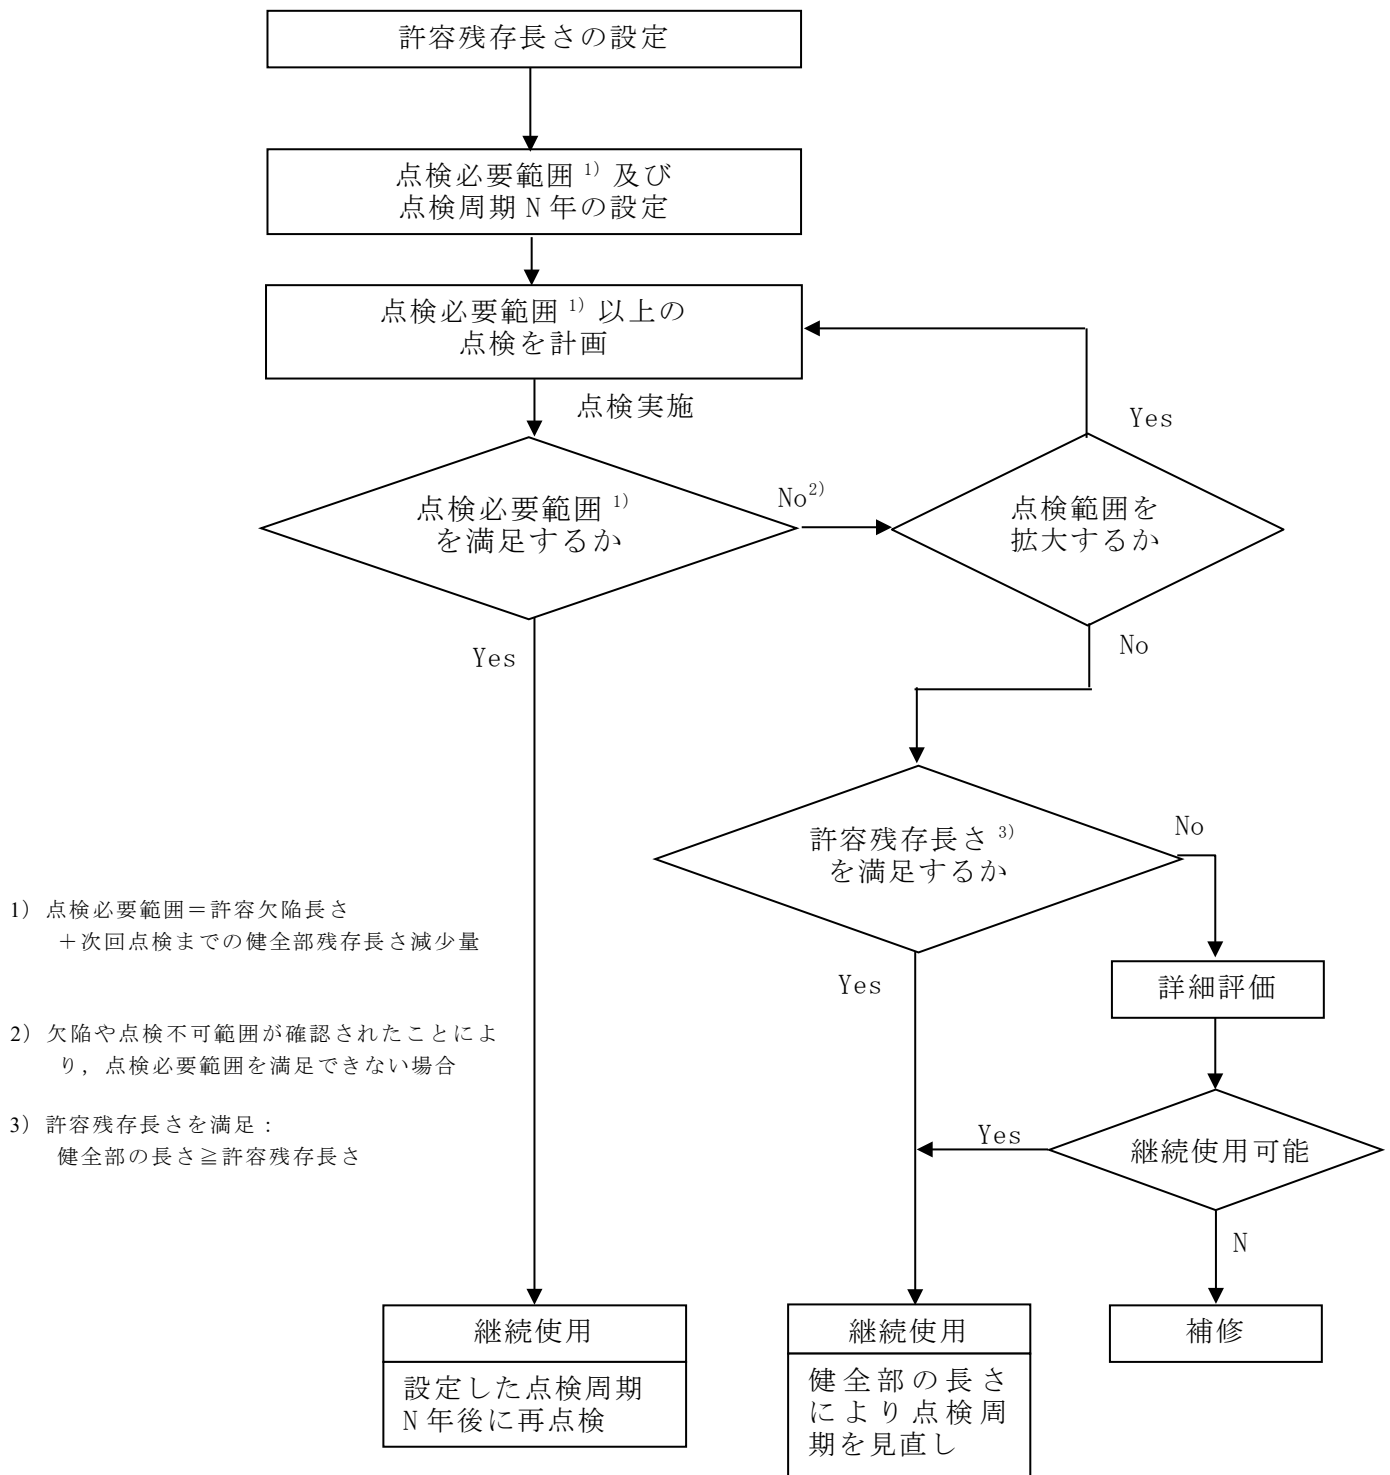 許容残存長さの設定
点検必要範囲1) 及び
点検周期N年の設定
点検必要範囲1) 以上の
点検を計画
点検実施
Yes
点検必要範囲1)
を満足するか
No2)
点検範囲を
拡大するか
Yes
No
許容残存長さ3)
を満足するか
No
1) 点検必要範囲＝許容欠陥長さ
＋次回点検までの健全部残存長さ減少量
Yes
詳細評価
2) 欠陥や点検不可範囲が確認されたことによ
り，点検必要範囲を満足できない場合
3) 許容残存長さを満足：
健全部の長さ≧許容残存長さ
Yes
継続使用可能
N
継続使用
設定した点検周期
N年後に再点検
継続使用
健全部の長さ
により点検周
期を見直し
補修